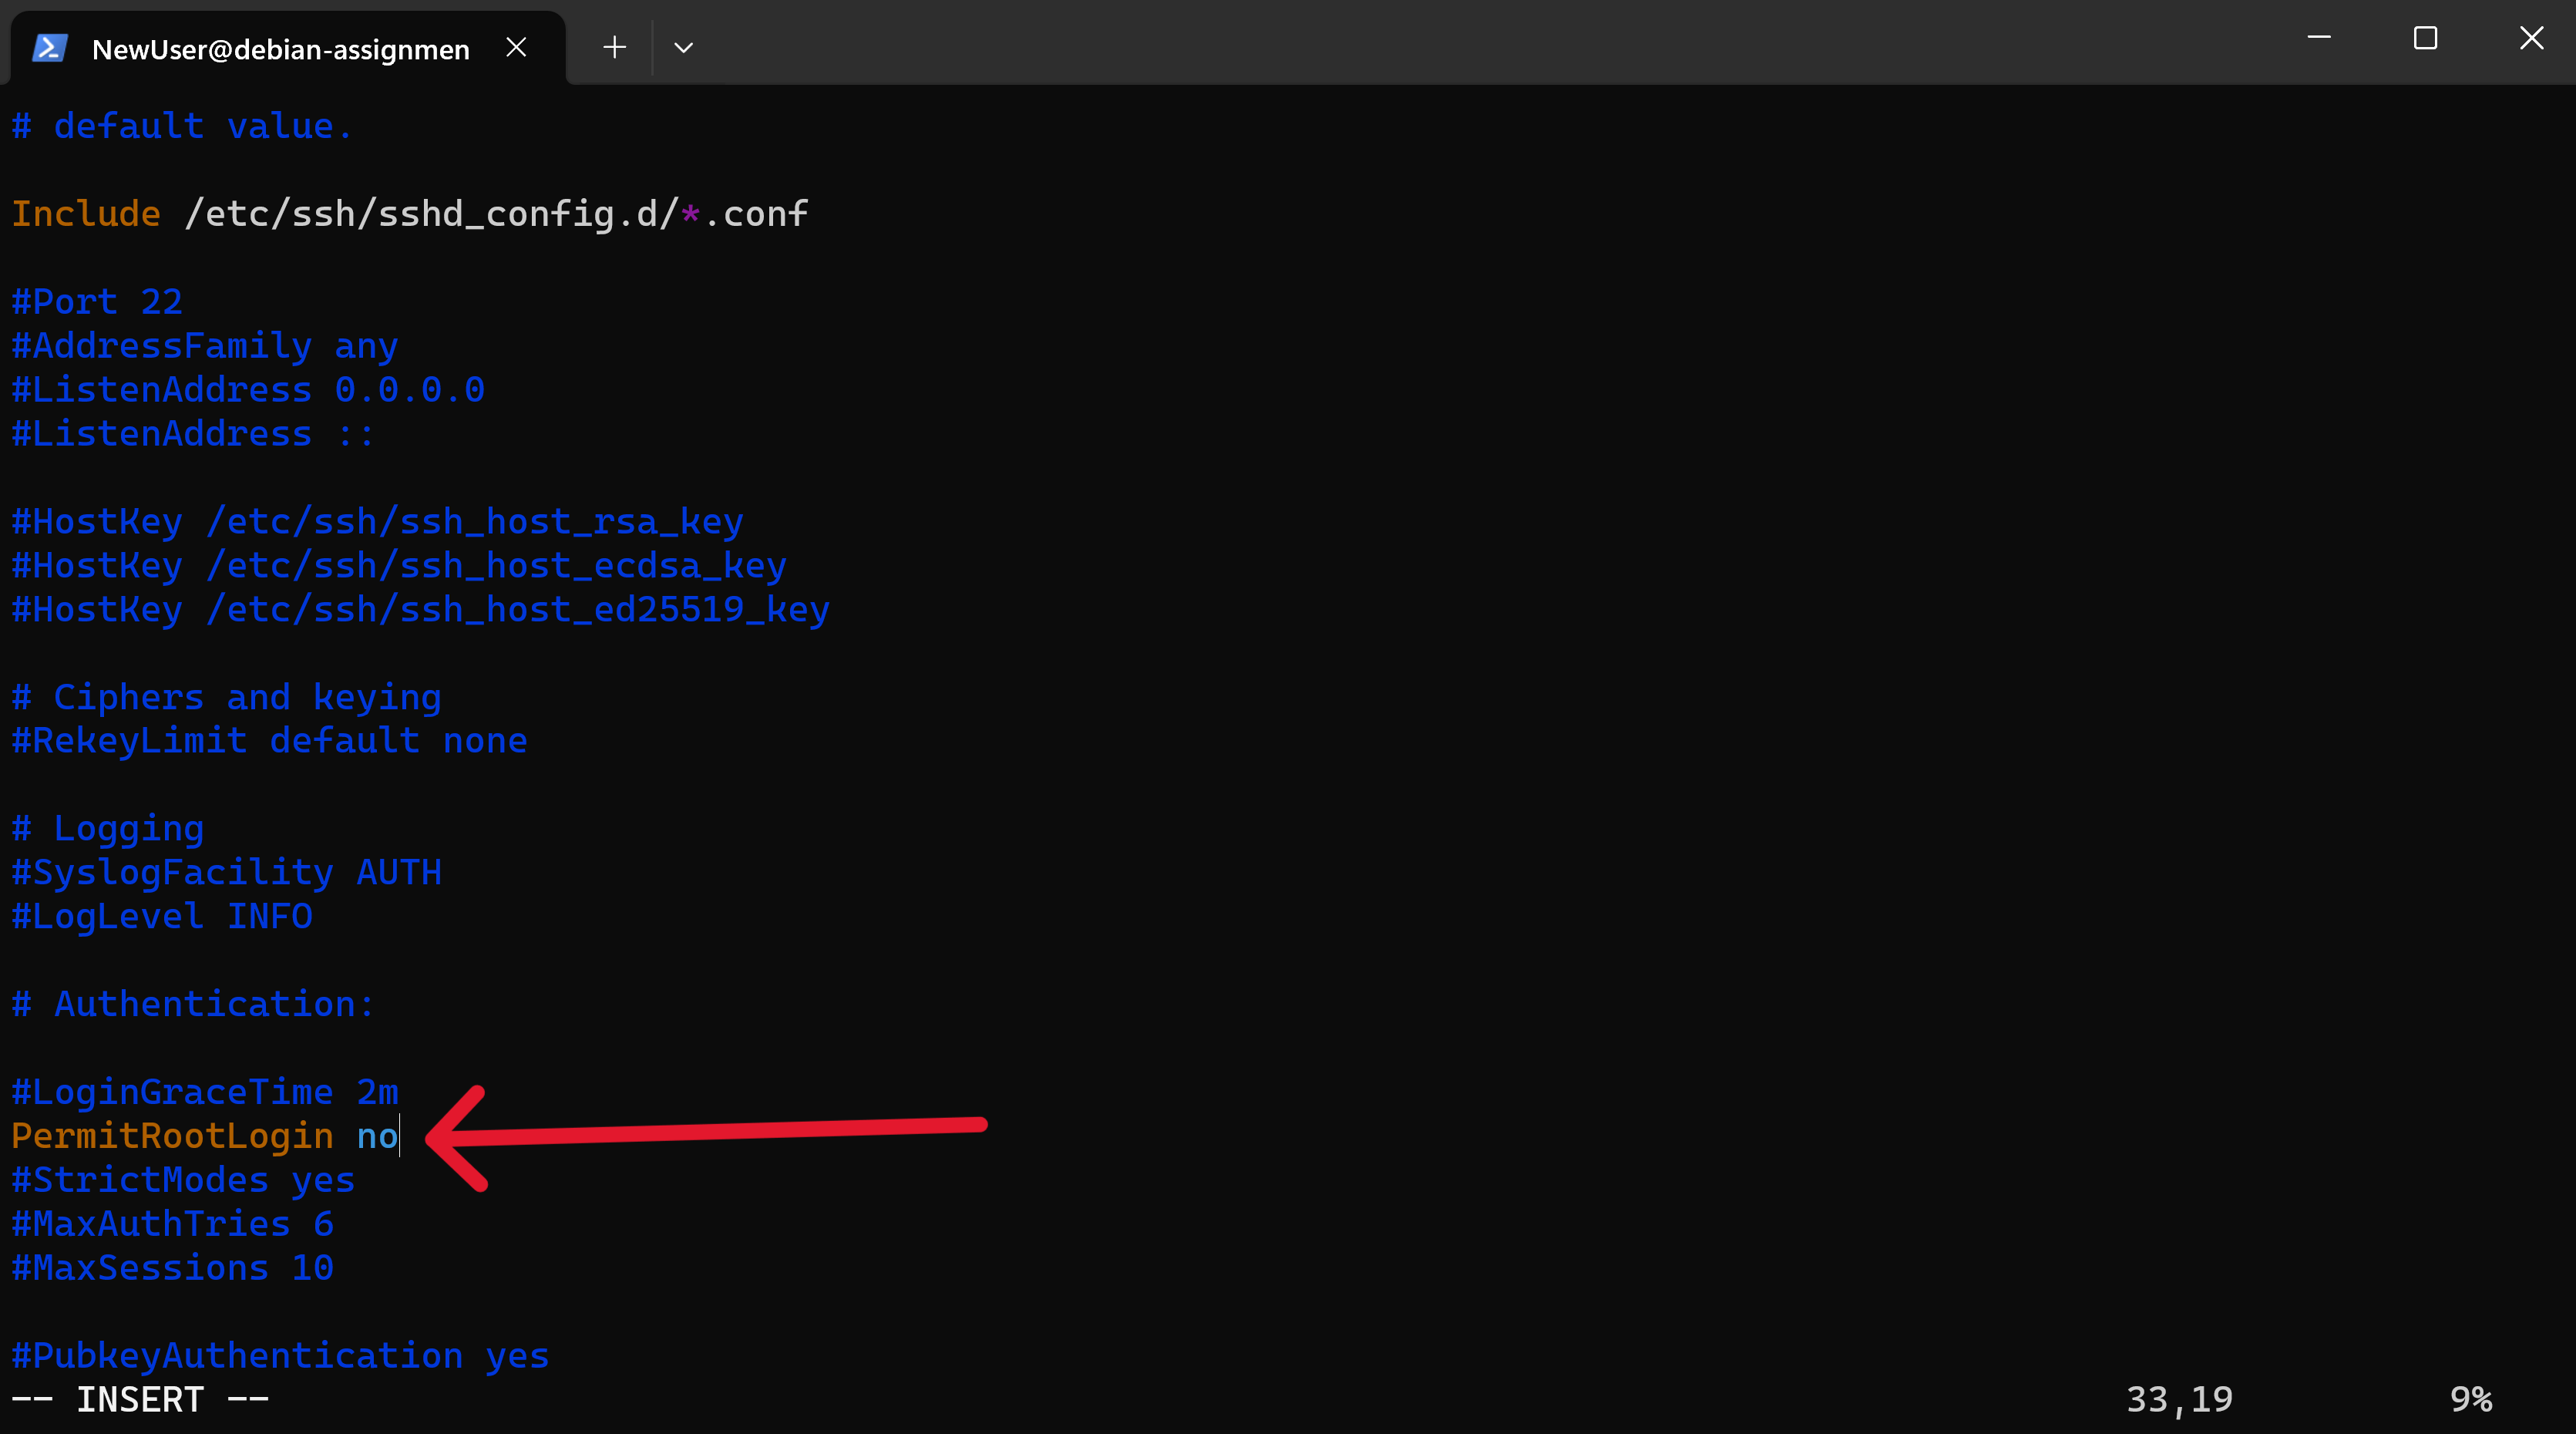 NewUser@debian-assignmen
# default value.
Include /etc/ssh/sshd_config.d/*.conf
#Port 22
#AddressFamily any
#ListenAddress 0.0.0.0
#ListenAddress ::
#HostKey /etc/ssh/ssh_host_rsa_key
#HostKey /etc/ssh/ssh_host_ecdsa_key
#HostKey /etc/ssh/ssh_host_ed25519_key
# Ciphers and keying
#RekeyLimit default none
# Logging
#SyslogFacility AUTH
#LogLevel INFO
# Authentication:
#LoginGraceTime 2m
PermitRootLogin no
#StrictModes yes
#MaxAuthTries 6
#MaxSessions 10
#PubkeyAuthentication yes
-- INSERT -- 33,19 9%